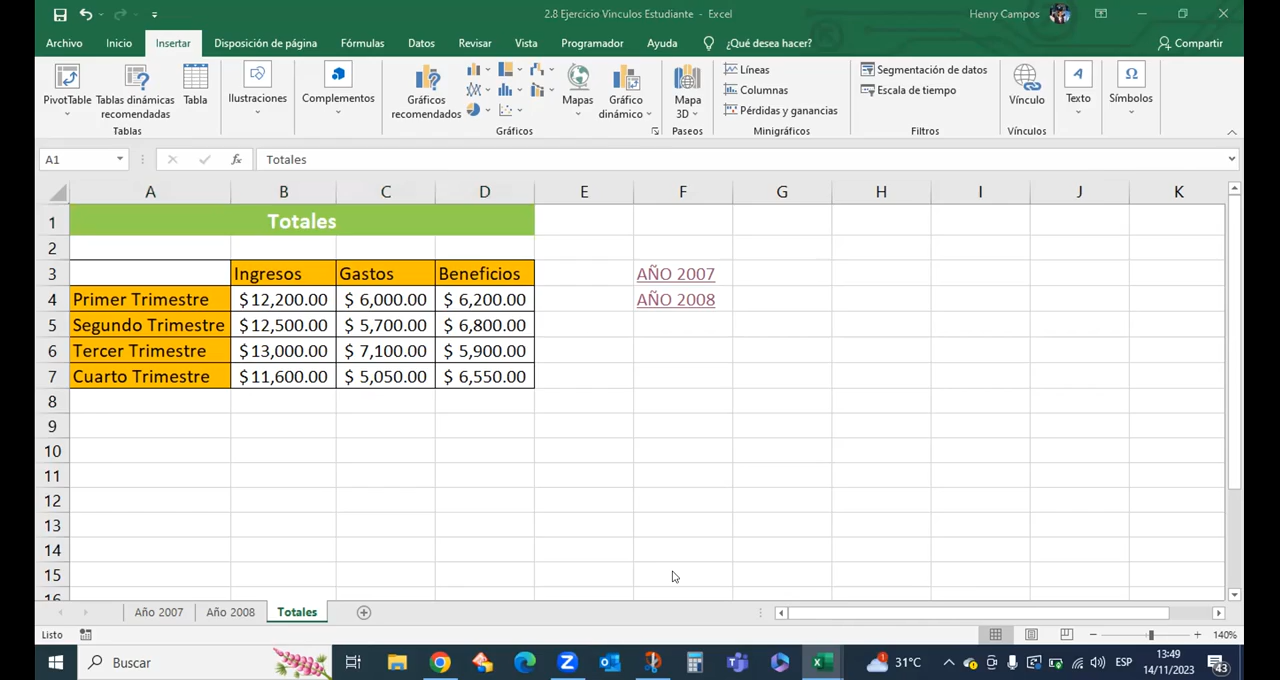 2.8 Ejercicio Vinculos Estudiante - Excel
Henry Campos
Archivo Inicio Insertar Disposición de página Fórmulas Datos Revisar Vista Programador Ayuda ¿Qué desea hacer? Compartir
PivotTable Tablas dinámicas recomendadas Tabla
Tablas
Ilustraciones
Complementos
Gráficos recomendados
Gráficos
Mapas Gráfico dinámico
Mapa 3D
Paseos
Líneas
Columnas
Pérdidas y ganancias
Minigráficos
Segmentación de datos
Escala de tiempo
Filtros
Vínculo
Vínculos
Texto
Símbolos
A1 fx Totales
A B C D E F G H I J K
1 Totales
2
3 Ingresos Gastos Beneficios AÑO 2007
4 Primer Trimestre $12,200.00 $ 6,000.00 $ 6,200.00 AÑO 2008
5 Segundo Trimestre $12,500.00 $ 5,700.00 $ 6,800.00
6 Tercer Trimestre $13,000.00 $ 7,100.00 $ 5,900.00
7 Cuarto Trimestre $11,600.00 $ 5,050.00 $ 6,550.00
8
9
10
11
12
13
14
15
16
Año 2007 Año 2008 Totales
Listo 140%
Buscar 31°C ESP 13:49
14/11/2023 43